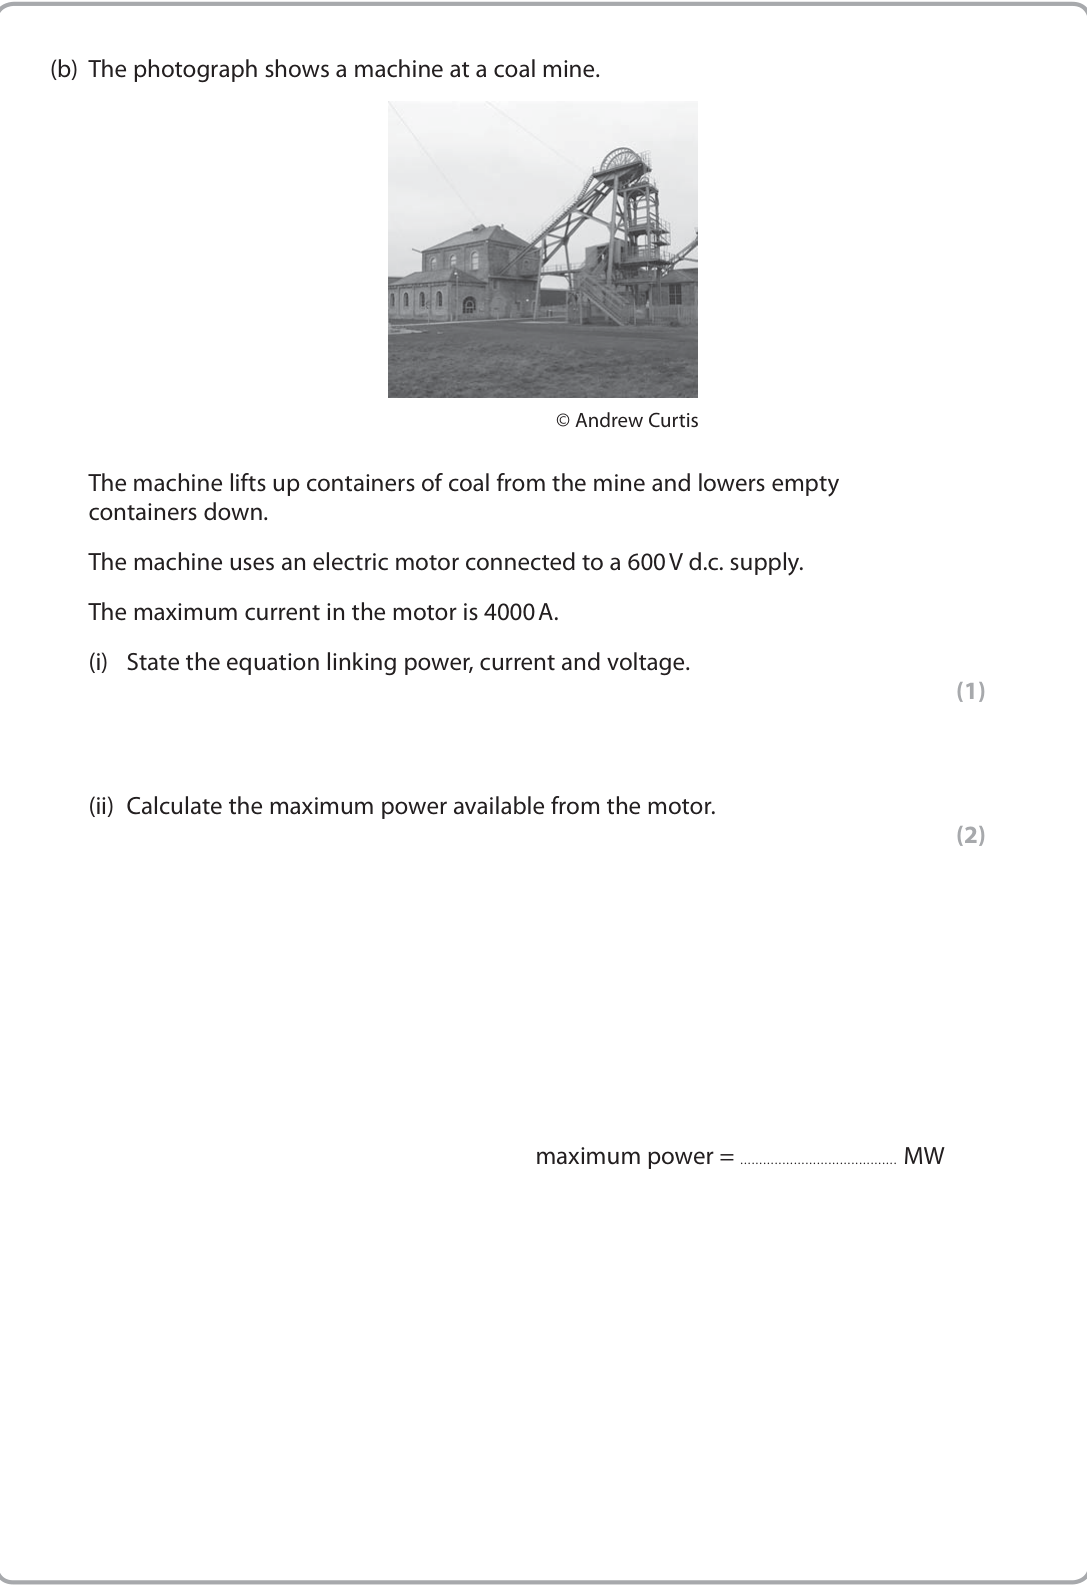 (b) The photograph shows a machine at a coal mine.
© Andrew Curtis
The machine lifts up containers of coal from the mine and lowers empty
containers down.
The machine uses an electric motor connected to a 600 V d.c. supply.
The maximum current in the motor is 4000 A.
(i) State the equation linking power, current and voltage.
(1)
(ii) Calculate the maximum power available from the motor.
(2)
maximum power = ........................................ MW